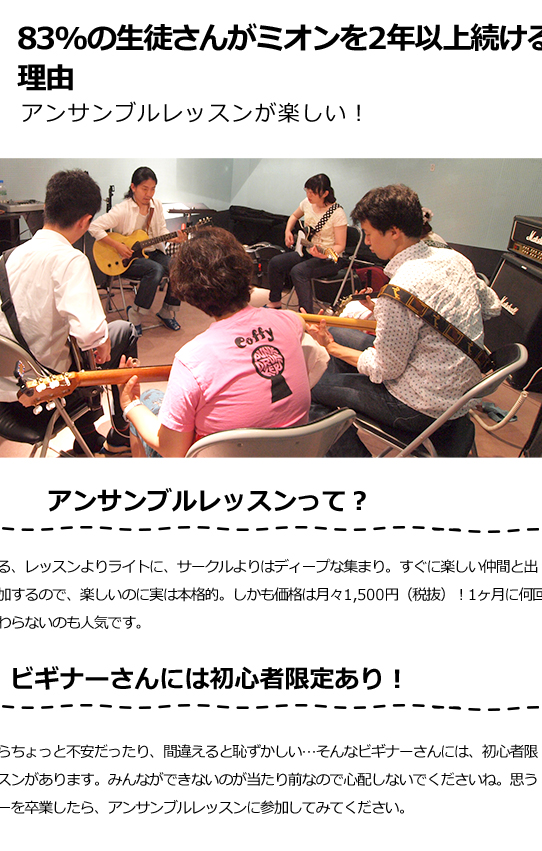 83%の生徒さんがミオンを2年以上続ける
理由
アンサンブルレッスンが楽しい！
Marshall
Marshall
Coffy
アンサンブルレッスンって？
る、レッスンよりライトに、サークルよりはディープな集まり。すぐに楽しい仲間と出
加するので、楽しいのに実は本格的。しかも価格は月々1,500円（税抜）！1ヶ月に何回
わらないのも人気です。
ビギナーさんには初心者限定あり！
らちょっと不安だったり、間違えると恥ずかしい…そんなビギナーさんには、初心者限
スンがあります。みんなができないのが当たり前なので心配しないでくださいね。思う
ーを卒業したら、アンサンブルレッスンに参加してみてください。